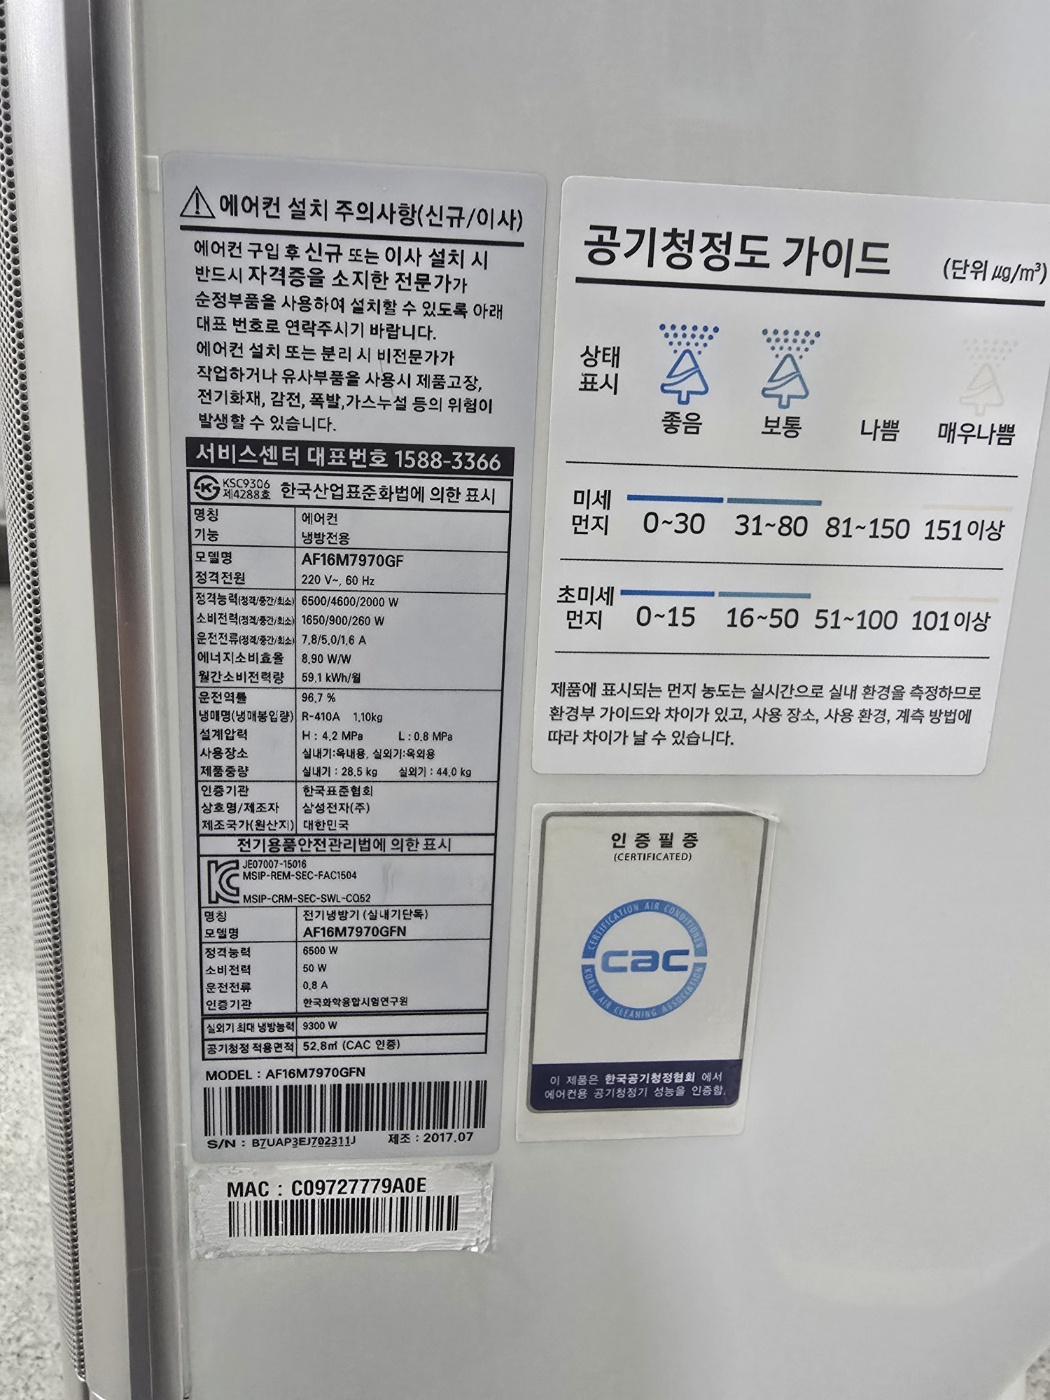 에어컨 설치 주의사항(신규/이사)
에어컨 구입 후 신규 또는 이사 설치 시
반드시 자격증을 소지한 전문가가
순정부품을 사용하여 설치할 수 있도록 아래
대표 번호로 연락주시기 바랍니다.
에어컨 설치 또는 분리 시 비전문가가
작업하거나 유사부품을 사용시 제품고장,
전기화재, 감전, 폭발,가스누설 등의 위험이
발생할 수 있습니다.
서비스센터 대표번호 1588-3366
KSC9306
제4288호 한국산업표준화법에 의한 표시
명칭 에어컨
기능 냉방전용
모델명 AF16M7970GF
정격전원 220 V~, 60 Hz
정격능력(정격/중간/최소) 6500/4600/2000 W
소비전력(정격/중간/최소) 1650/900/260 W
운전전류(정격/중간/최소) 7.8/5.0/1.6 A
에너지소비효율 8.90 W/W
월간소비전력량 59.1 kWh/월
운전역률 96.7 %
냉매명(냉매봉입량) R-410A 1.10kg
설계압력 H : 4.2 MPa L : 0.8 MPa
사용장소 실내기:옥내용, 실외기:옥외용
제품중량 실내기 : 28.5 kg 실외기 : 44.0 kg
인증기관 한국표준협회
상호명/제조자 삼성전자(주)
제조국가(원산지) 대한민국
전기용품안전관리법에 의한 표시
JE07007-15016
MSIP-REM-SEC-FAC1504
MSIP-CRM-SEC-SWL-CQ52
명칭 전기냉방기 (실내기단독)
모델명 AF16M7970GFN
정격능력 6500 W
소비전력 50 W
운전전류 0.8 A
인증기관 한국화학융합시험연구원
실외기 최대 냉방능력 9300 W
공기청정 적용면적 52.8㎡ (CAC 인증)
MODEL : AF16M7970GFN
S/N : B7UAP3EJ702311J 제조 : 2017.07
MAC : C09727779A0E
공기청정도 가이드 (단위 ㎍/m³)
상태
표시
좋음 보통 나쁨 매우나쁨
미세
먼지 0~30 31~80 81~150 151이상
초미세
먼지 0~15 16~50 51~100 101이상
제품에 표시되는 먼지 농도는 실시간으로 실내 환경을 측정하므로
환경부 가이드와 차이가 있고, 사용 장소, 사용 환경, 계측 방법에
따라 차이가 날 수 있습니다.
인증필증
(CERTIFICATED)
CERTIFICATION AIR CONDITIONER
cac
KOREA AIR CLEANING ASSOCIATION
이 제품은 한국공기청정협회 에서
에어컨용 공기청정기 성능을 인증함.